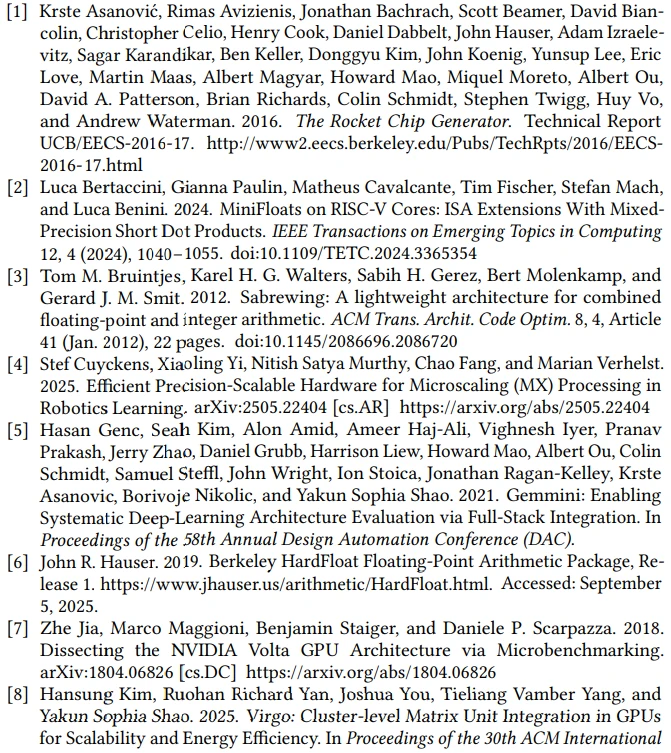 [1] Krste Asanović, Rimas Avizienis, Jonathan Bachrach, Scott Beamer, David Bian-
colin, Christopher Celio, Henry Cook, Daniel Dabbelt, John Hauser, Adam Izraele-
vitz, Sagar Karandikar, Ben Keller, Donggyu Kim, John Koenig, Yunsup Lee, Eric
Love, Martin Maas, Albert Magyar, Howard Mao, Miquel Moreto, Albert Ou,
David A. Patterson, Brian Richards, Colin Schmidt, Stephen Twigg, Huy Vo,
and Andrew Waterman. 2016. The Rocket Chip Generator. Technical Report
UCB/EECS-2016-17. http://www2.eecs.berkeley.edu/Pubs/TechRpts/2016/EECS-
2016-17.html
[2] Luca Bertaccini, Gianna Paulin, Matheus Cavalcante, Tim Fischer, Stefan Mach,
and Luca Benini. 2024. MiniFloats on RISC-V Cores: ISA Extensions With Mixed-
Precision Short Dot Products. IEEE Transactions on Emerging Topics in Computing
12, 4 (2024), 1040–1055. doi:10.1109/TETC.2024.3365354
[3] Tom M. Bruintjes, Karel H. G. Walters, Sabih H. Gerez, Bert Molenkamp, and
Gerard J. M. Smit. 2012. Sabrewing: A lightweight architecture for combined
floating-point and integer arithmetic. ACM Trans. Archit. Code Optim. 8, 4, Article
41 (Jan. 2012), 22 pages. doi:10.1145/2086696.2086720
[4] Stef Cuyckens, Xiaoling Yi, Nitish Satya Murthy, Chao Fang, and Marian Verhelst.
2025. Efficient Precision-Scalable Hardware for Microscaling (MX) Processing in
Robotics Learning. arXiv:2505.22404 [cs.AR] https://arxiv.org/abs/2505.22404
[5] Hasan Genc, Seah Kim, Alon Amid, Ameer Haj-Ali, Vighnesh Iyer, Pranav
Prakash, Jerry Zhao, Daniel Grubb, Harrison Liew, Howard Mao, Albert Ou, Colin
Schmidt, Samuel Steffl, John Wright, Ion Stoica, Jonathan Ragan-Kelley, Krste
Asanovic, Borivoje Nikolic, and Yakun Sophia Shao. 2021. Gemmini: Enabling
Systematic Deep-Learning Architecture Evaluation via Full-Stack Integration. In
Proceedings of the 58th Annual Design Automation Conference (DAC).
[6] John R. Hauser. 2019. Berkeley HardFloat Floating-Point Arithmetic Package, Re-
lease 1. https://www.jhauser.us/arithmetic/HardFloat.html. Accessed: September
5, 2025.
[7] Zhe Jia, Marco Maggioni, Benjamin Staiger, and Daniele P. Scarpazza. 2018.
Dissecting the NVIDIA Volta GPU Architecture via Microbenchmarking.
arXiv:1804.06826 [cs.DC] https://arxiv.org/abs/1804.06826
[8] Hansung Kim, Ruohan Richard Yan, Joshua You, Tieliang Vamber Yang, and
Yakun Sophia Shao. 2025. Virgo: Cluster-level Matrix Unit Integration in GPUs
for Scalability and Energy Efficiency. In Proceedings of the 30th ACM International